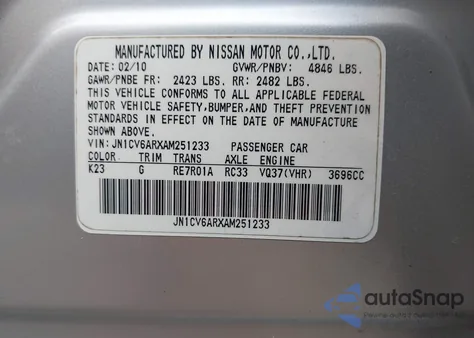 MANUFACTURED BY NISSAN MOTOR CO.,LTD.
DATE: 02/10 GVWR/PNBV: 4846 LBS.
GAWR/PNBE FR: 2423 LBS. RR: 2482 LBS.
THIS VEHICLE CONFORMS TO ALL APPLICABLE FEDERAL
MOTOR VEHICLE SAFETY,BUMPER,AND THEFT PREVENTION
STANDARDS IN EFFECT ON THE DATE OF MANUFACTURE
SHOWN ABOVE.
VIN: JN1CV6ARXAM251233 PASSENGER CAR
COLOR TRIM TRANS AXLE ENGINE
K23 G RE7R01A RC33 VQ37(VHR) 3696CC
JN1CV6ARXAM251233
autoSnap